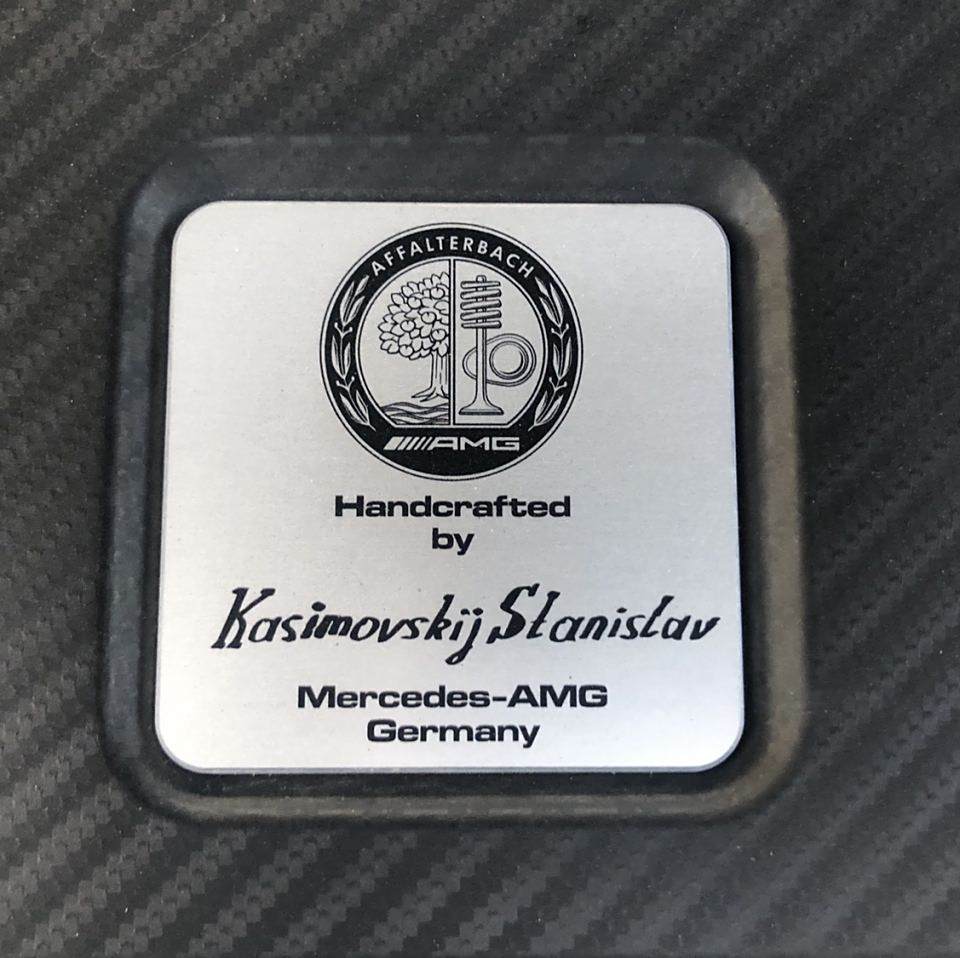 AFFALTERBACH
AMG
Handcrafted
by
Kasimovskij Stanislav
Mercedes-AMG
Germany